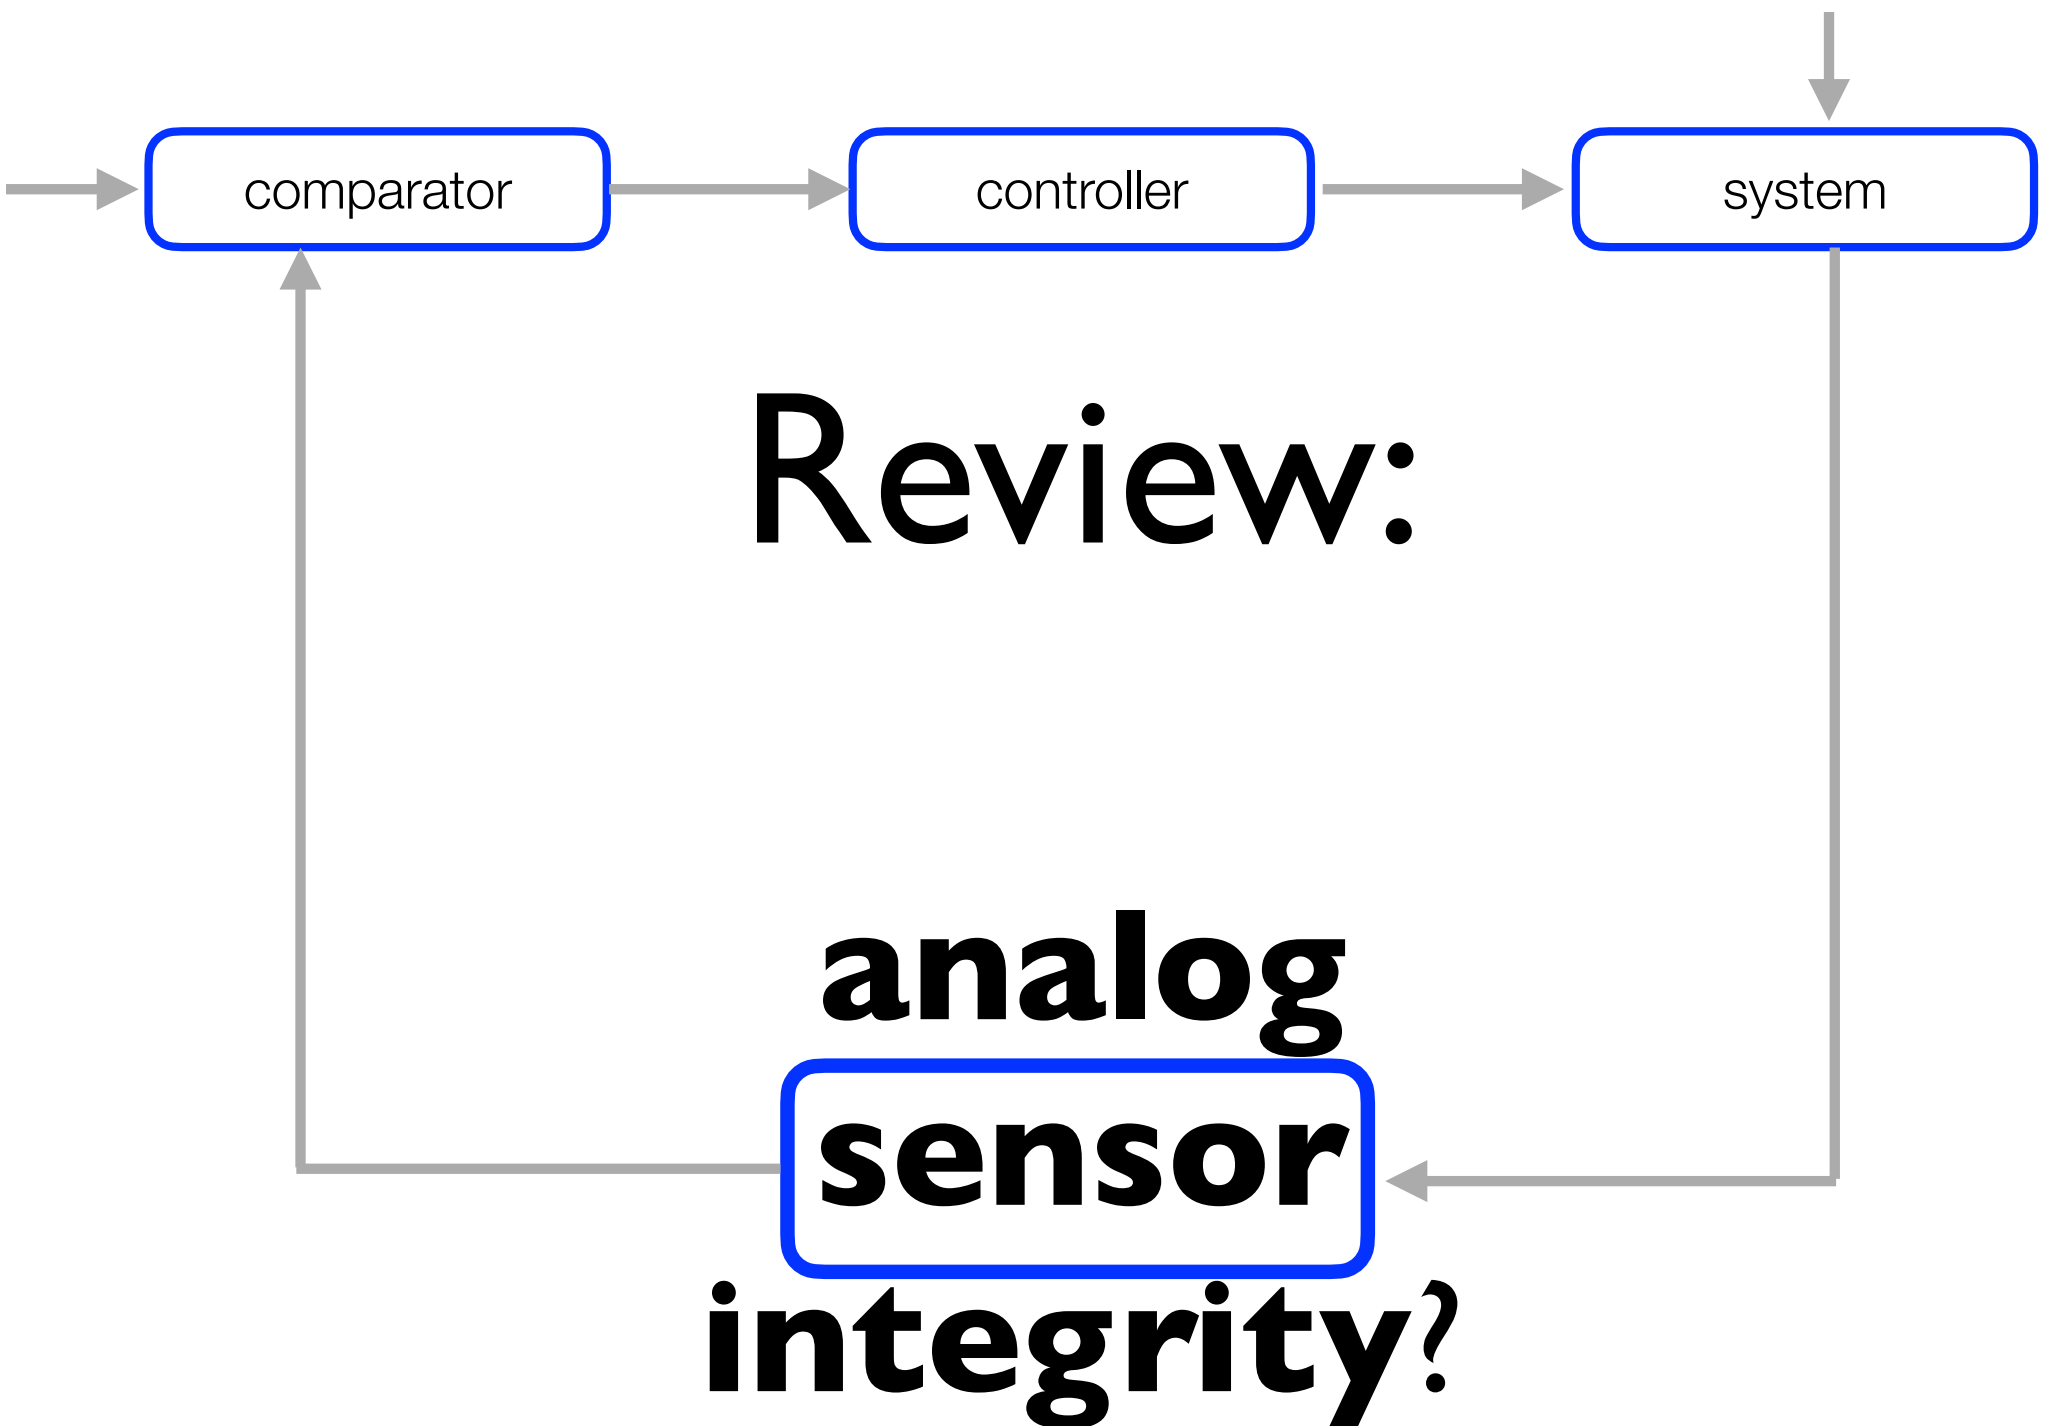 comparator
controller
system
Review:
analog
sensor
integrity?